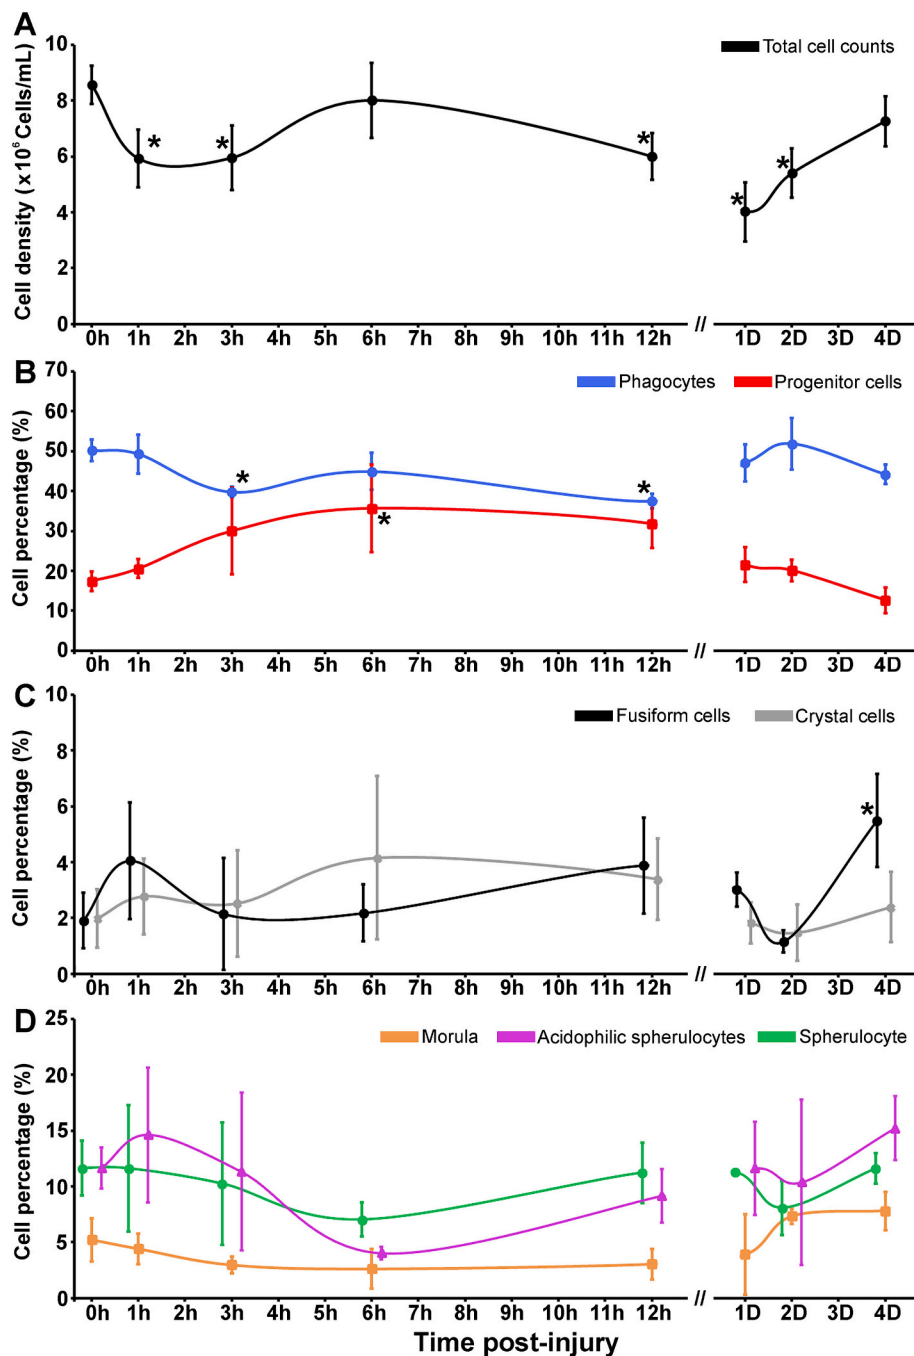 A
Total cell counts
Cell density (x10⁶ Cells/mL)
10
8
6
4
2
0
* * * * *
0h 1h 2h 3h 4h 5h 6h 7h 8h 9h 10h 11h 12h // 1D 2D 3D 4D
B
Phagocytes Progenitor cells
Cell percentage (%)
70
60
50
40
30
20
10
0
* * *
0h 1h 2h 3h 4h 5h 6h 7h 8h 9h 10h 11h 12h // 1D 2D 3D 4D
C
Fusiform cells Crystal cells
Cell percentage (%)
10
8
6
4
2
0
*
0h 1h 2h 3h 4h 5h 6h 7h 8h 9h 10h 11h 12h // 1D 2D 3D 4D
D
Morula Acidophilic spherulocytes Spherulocyte
Cell percentage (%)
25
20
15
10
5
0
0h 1h 2h 3h 4h 5h 6h 7h 8h 9h 10h 11h 12h // 1D 2D 3D 4D
Time post-injury